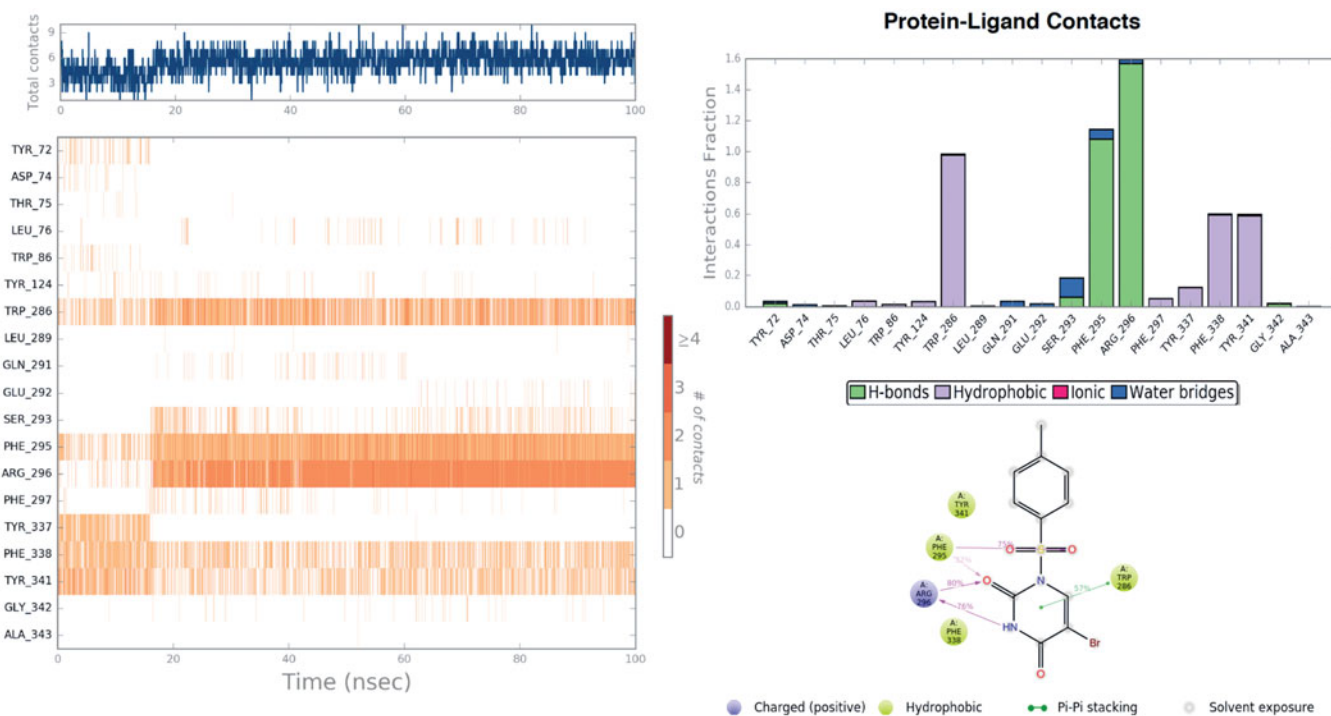 Total contacts
9
6
3
0 20 40 60 80 100
TYR_72
ASP_74
THR_75
LEU_76
TRP_86
TYR_124
TRP_286
LEU_289
GLN_291
GLU_292
SER_293
PHE_295
ARG_296
PHE_297
TYR_337
PHE_338
TYR_341
GLY_342
ALA_343
0 20 40 60 80 100
Time (nsec)
≥4
3
2
1
0
# of contacts
Protein-Ligand Contacts
Interactions Fraction
1.6
1.4
1.2
1.0
0.8
0.6
0.4
0.2
0.0
TYR_72 ASP_74 THR_75 LEU_76 TRP_86 TYR_124 TRP_286 LEU_289 GLN_291 GLU_292 SER_293 PHE_295 ARG_296 PHE_297 TYR_337 PHE_338 TYR_341 GLY_342 ALA_343
H-bonds Hydrophobic Ionic Water bridges
A:
TYR
341
A:
PHE
295
75%
O S O
A:
TRP
286
57%
A:
ARG
296
80%
O
N
76%
HN
A:
PHE
338
Br
O
Charged (positive) Hydrophobic Pi-Pi stacking Solvent exposure